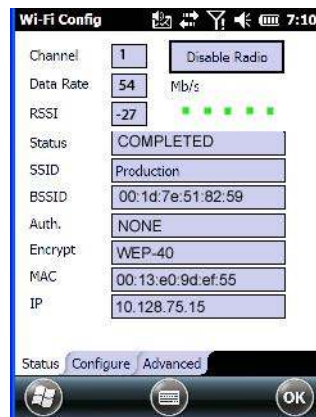 Wi-Fi Config 7:10
Channel 1 Disable Radio
Data Rate 54 Mb/s
RSSI -27
Status COMPLETED
SSID Production
BSSID 00:1d:7e:51:82:59
Auth. NONE
Encrypt WEP-40
MAC 00:13:e0:9d:ef:55
IP 10.128.75.15
Status Configure Advanced
OK